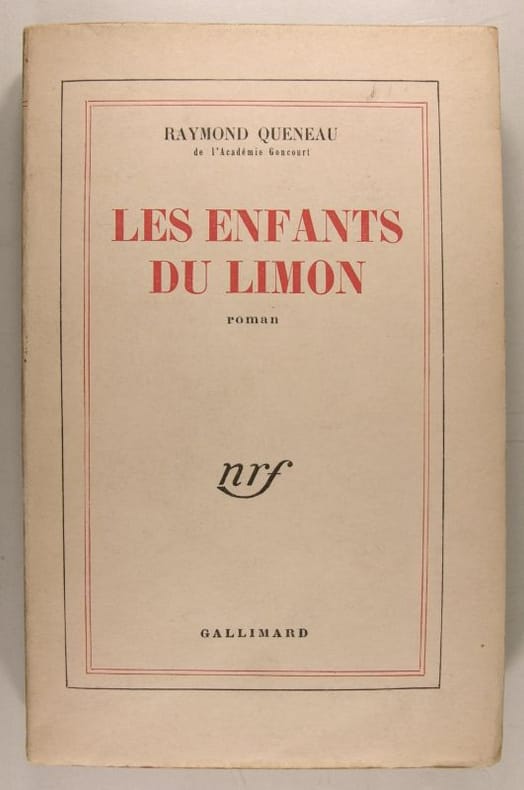 RAYMOND QUENEAU
de l'Académie Goncourt
LES ENFANTS
DU LIMON
roman
nrf
GALLIMARD